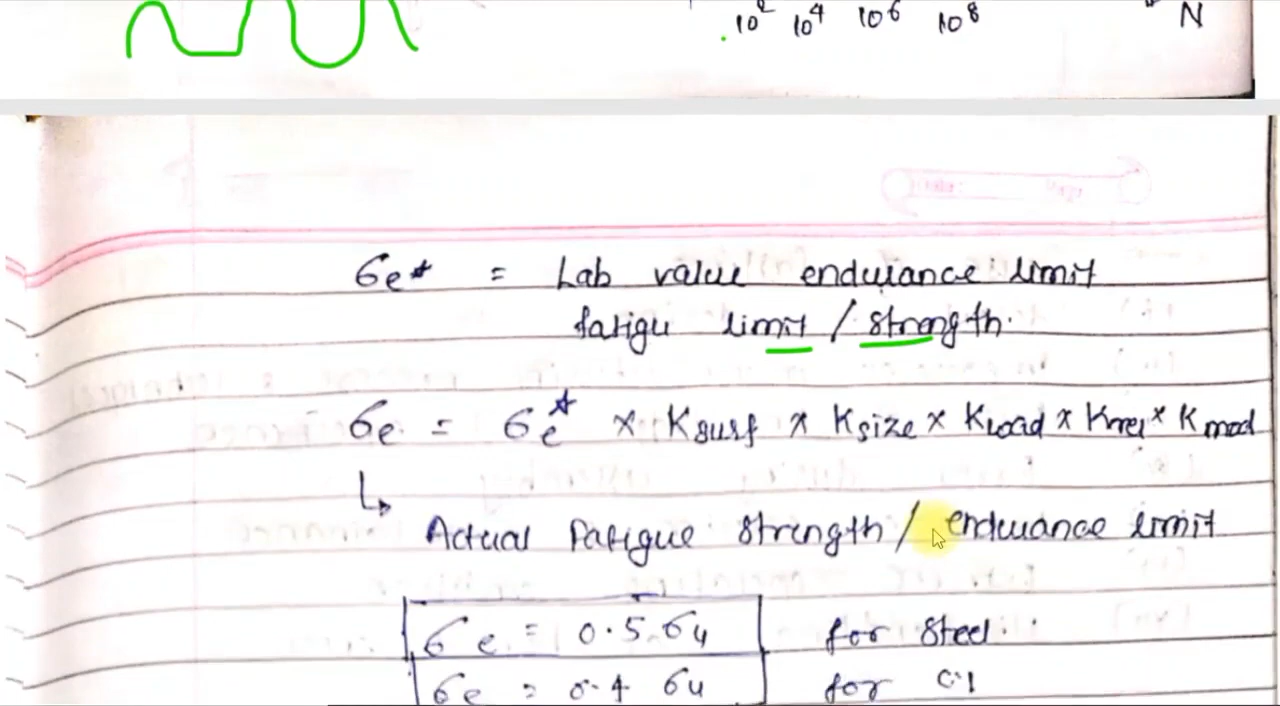 10² 10⁴ 10⁶ 10⁸ N
σe* = Lab value endurance limit
fatigu limit / strength.
σe = σe* × Ksurf × Ksize × Kload × Krel × Kmod
↳ Actual Fatigue strength / endurance limit
σe = 0.5 σu for steel.
σe = 0.4 σu for C.I